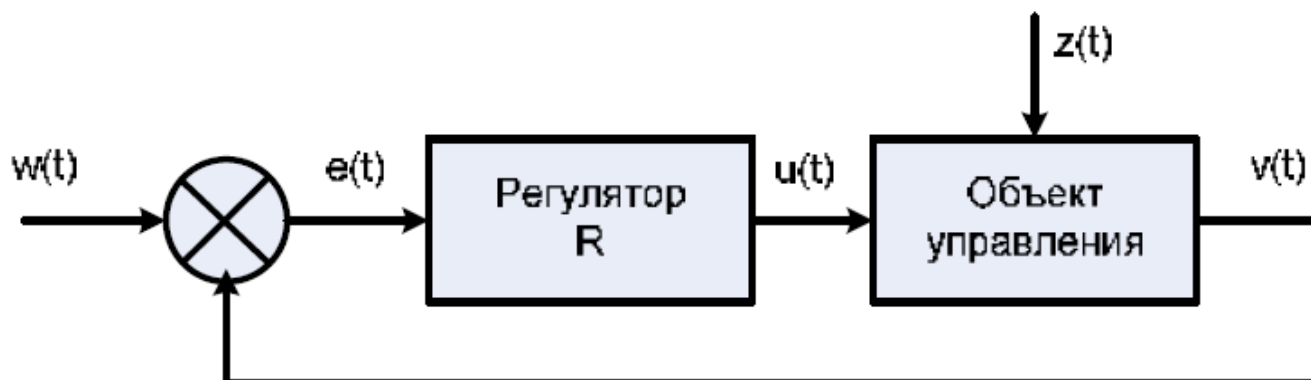 z(t)
w(t)
e(t)
Регулятор
R
u(t)
Объект
управления
v(t)